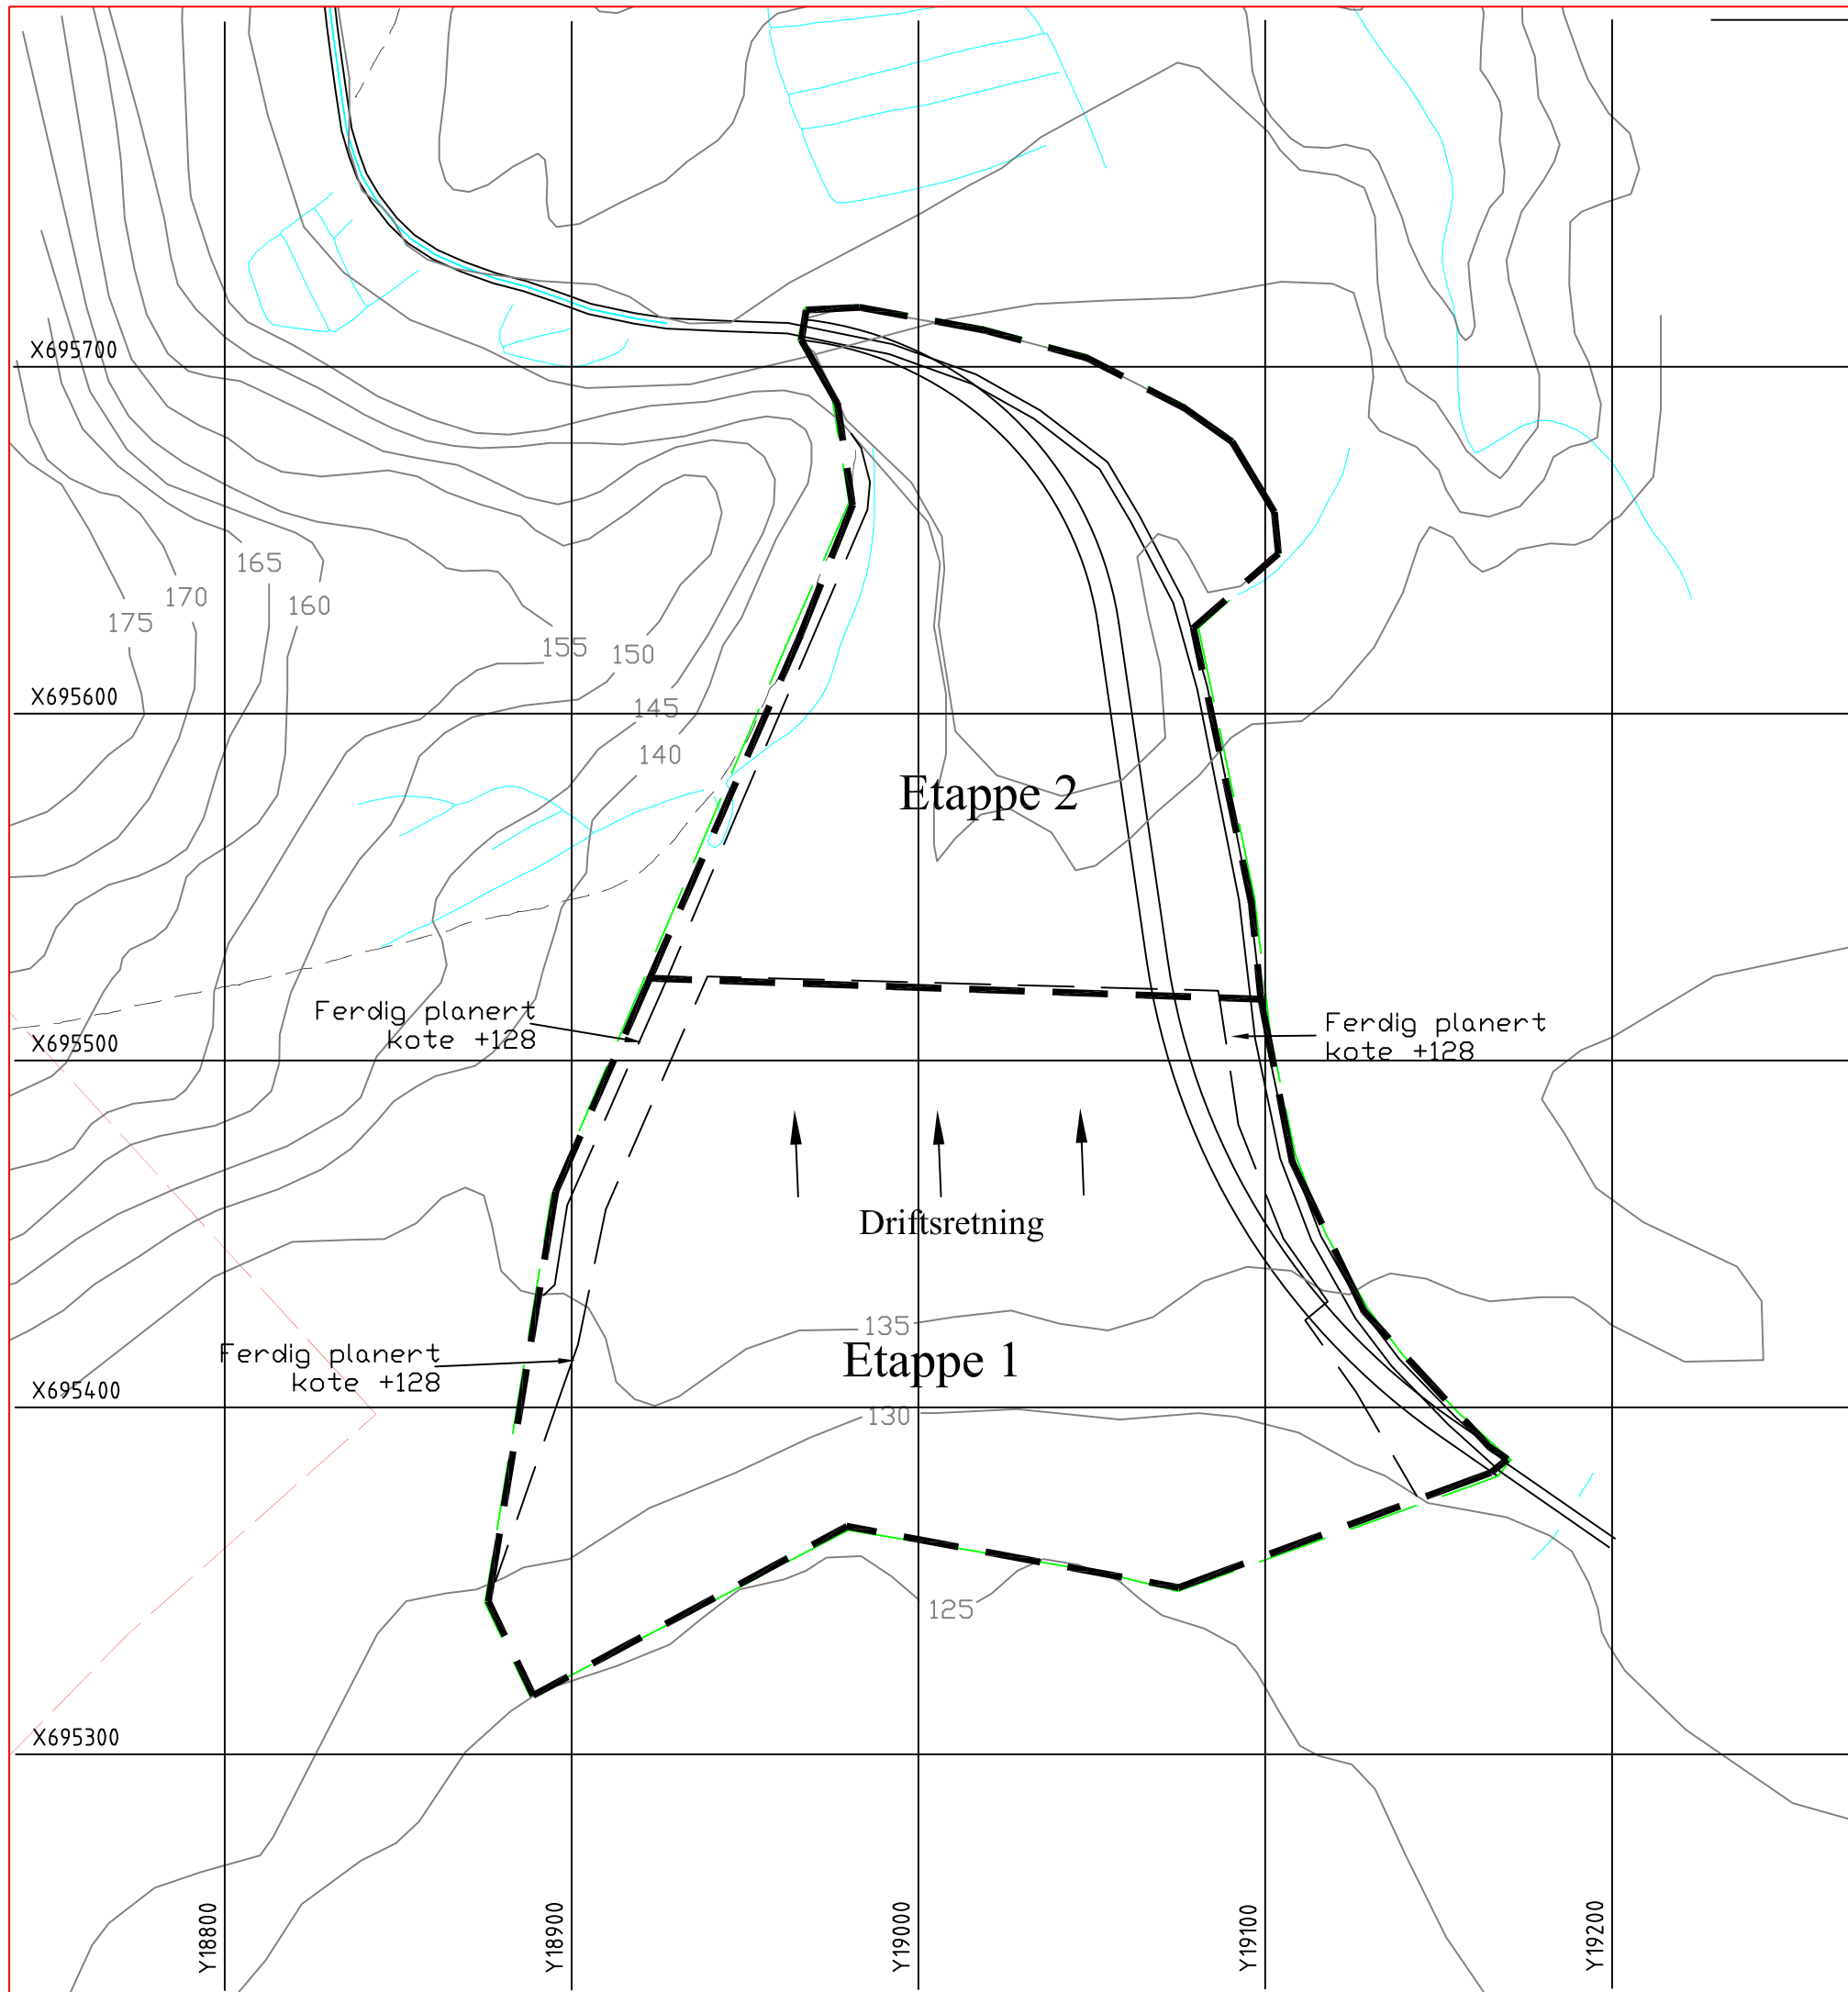 X695700
165
170
160
175
155
150
X695600
145
140
Etappe 2
Ferdig planert
kote +128
Ferdig planert
kote +128
X695500
Driftsretning
135
Ferdig planert
kote +128
Etappe 1
X695400
130
125
X695300
Y18800
Y18900
Y19000
Y19100
Y19200